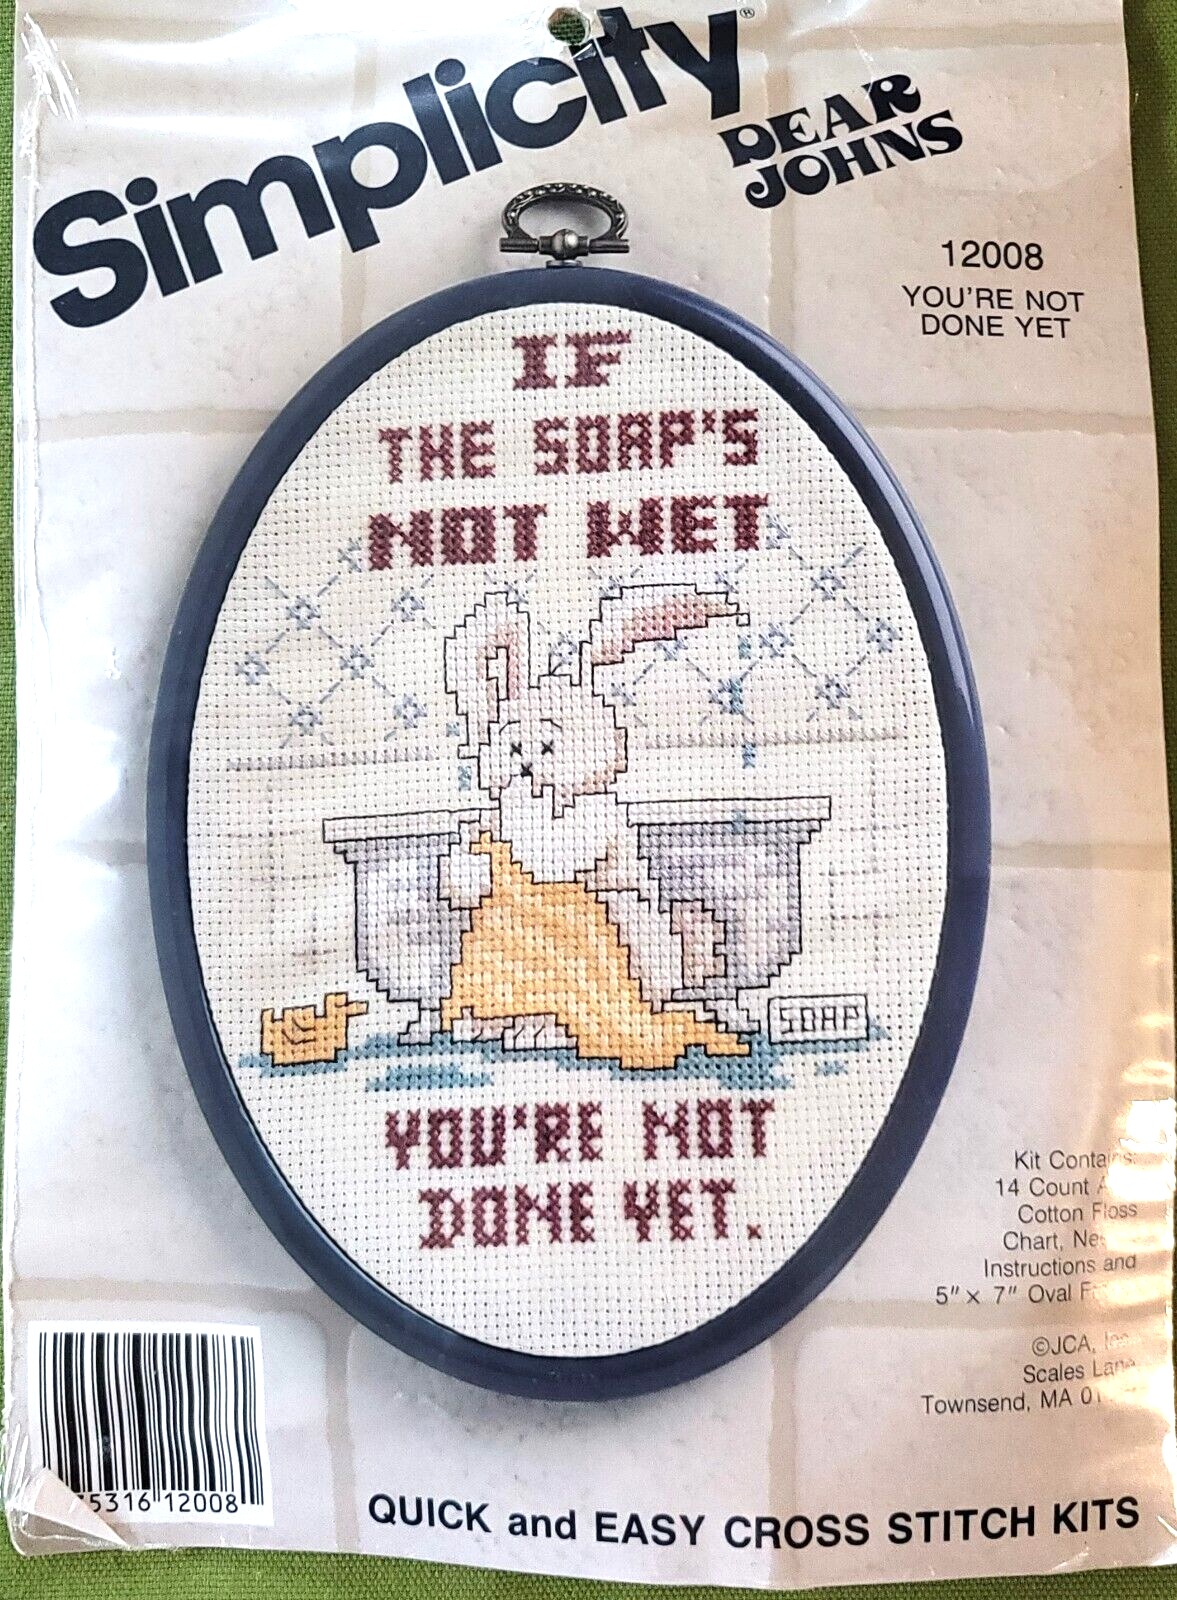 Simplicity®
DEAR
JOHNS
12008
YOU'RE NOT
DONE YET
IF
THE SOAP'S
NOT WET
SOAP
YOU'RE NOT
DONE YET.
Kit Contains:
14 Count
Cotton Floss
Chart,
Instructions and
5" x 7" Oval
©JCA,
Scales Lane
Townsend, MA
5316 12008
QUICK and EASY CROSS STITCH KITS